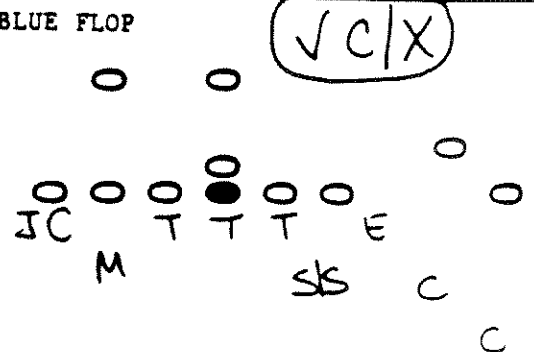 BLUE FLOP
√ C/X
JC T T T E
M S/S C
C